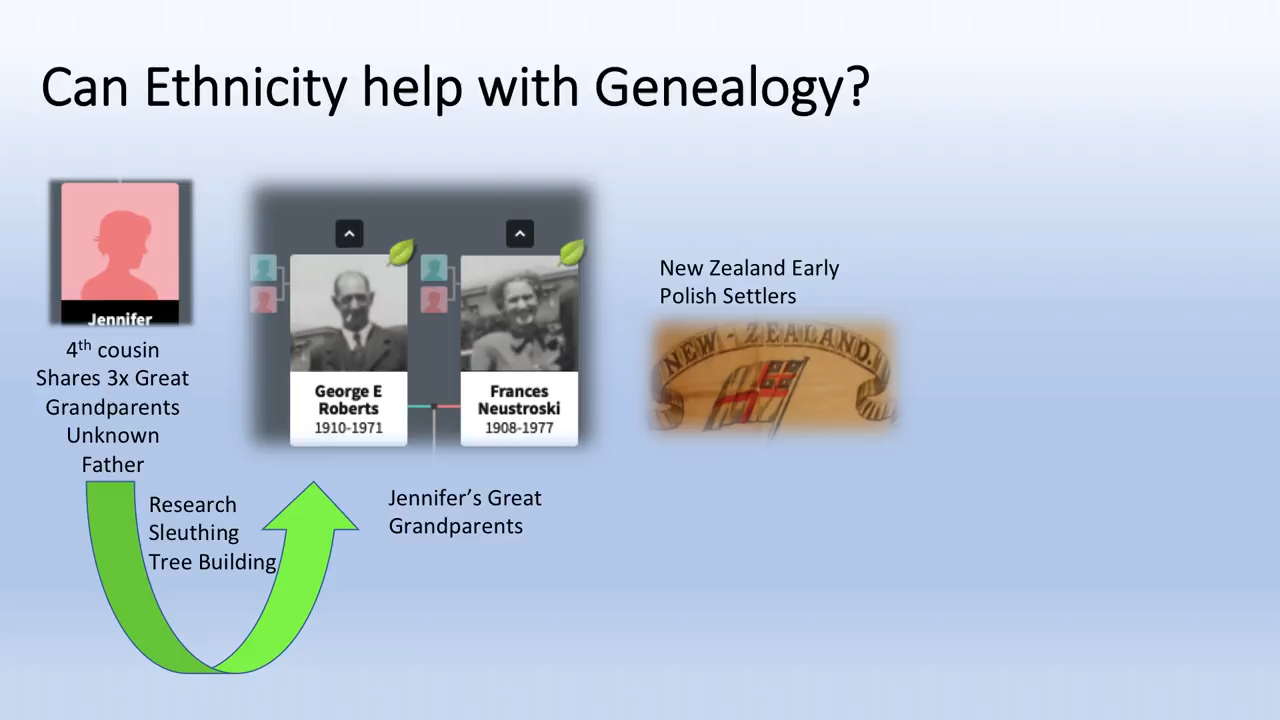 Can Ethnicity help with Genealogy?
Jennifer
4th cousin
Shares 3x Great
Grandparents
Unknown
Father
Research
Sleuthing
Tree Building
George E
Roberts
1910-1971
Frances
Neustroski
1908-1977
Jennifer’s Great
Grandparents
New Zealand Early
Polish Settlers
NEW - ZEALAND.